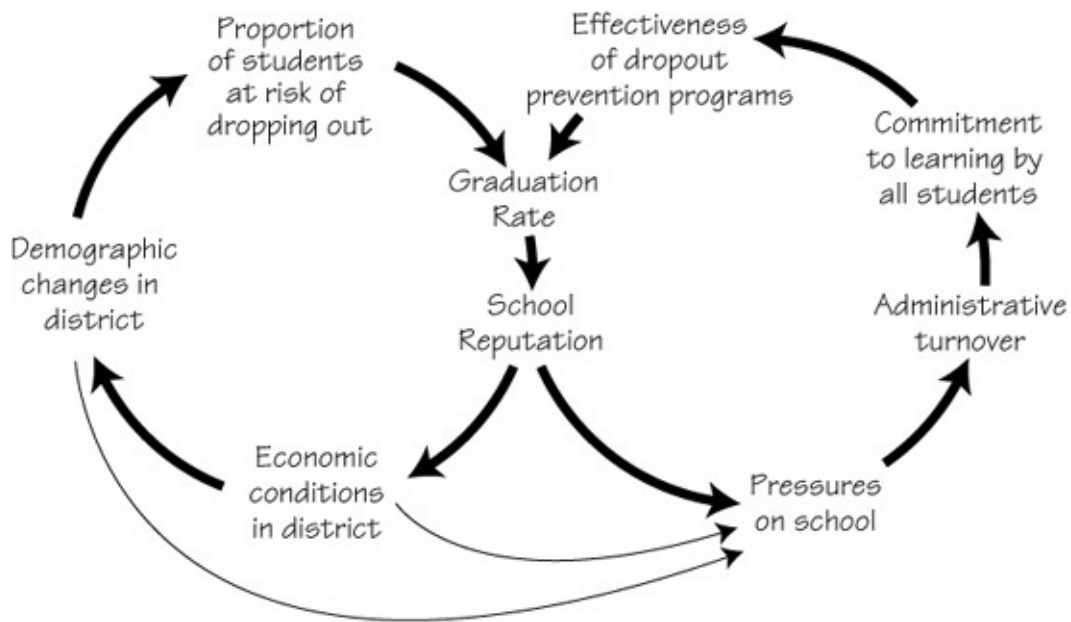 Proportion
of students
at risk of
dropping out
Effectiveness
of dropout
prevention programs
Commitment
to learning by
all students
Graduation
Rate
Demographic
changes in
district
School
Reputation
Administrative
turnover
Economic
conditions
in district
Pressures
on school